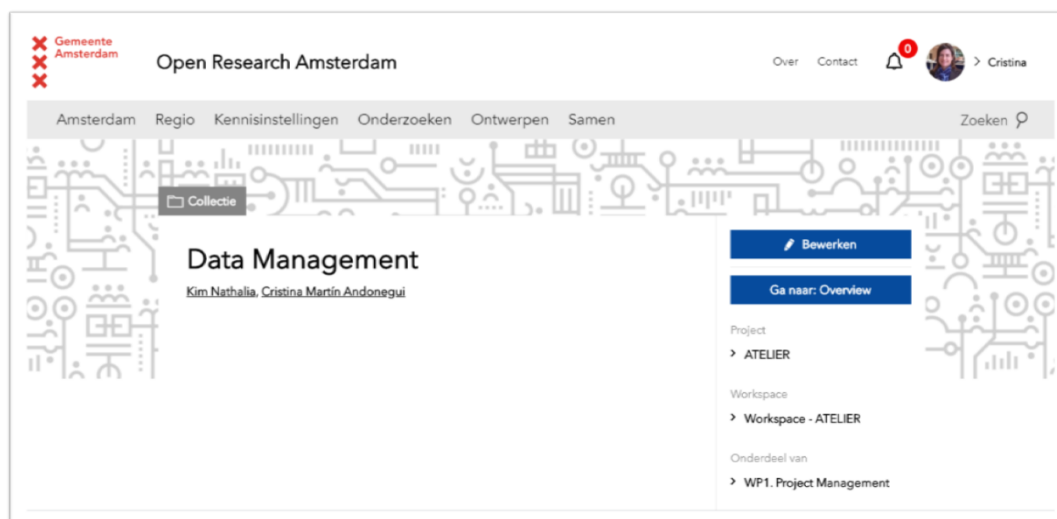 Gemeente
Amsterdam
Open Research Amsterdam
Over Contact 0 > Cristina
Amsterdam Regio Kennisinstellingen Onderzoeken Ontwerpen Samen Zoeken
Collectie
Data Management
Kim Nathalia, Cristina Martín Andonegui
Bewerken
Ga naar: Overview
Project
> ATELIER
Workspace
> Workspace - ATELIER
Onderdeel van
> WP1. Project Management